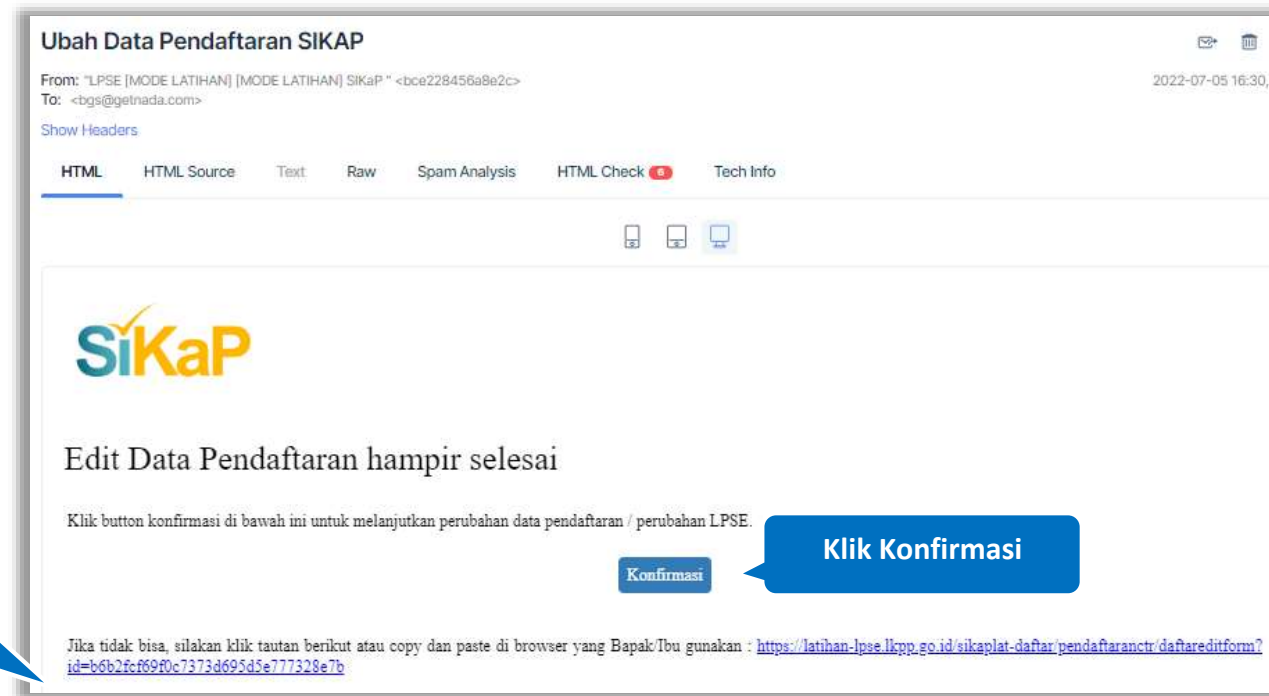 Ubah Data Pendaftaran SIKAP
From: "LPSE [MODE LATIHAN] [MODE LATIHAN] SIKaP " <bce228456a8e2c>
2022-07-05 16:30,
To: <bgs@getnada.com>
Show Headers
HTML HTML Source Text Raw Spam Analysis HTML Check 6 Tech Info
SiKaP
Edit Data Pendaftaran hampir selesai
Klik button konfirmasi di bawah ini untuk melanjutkan perubahan data pendaftaran / perubahan LPSE.
Klik Konfirmasi
Konfirmasi
Jika tidak bisa, silakan klik tautan berikut atau copy dan paste di browser yang Bapak/Ibu gunakan : https://latihan-lpse.lkpp.go.id/sikaplat-daftar/pendaftaranctr/daftareditform?
id=b6b2fcf69f0c7373d695d5e777328e7b